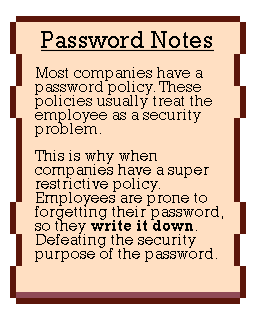 Password Notes
Most companies have a
password policy. These
policies usually treat the
employee as a security
problem.
This is why when
companies have a super
restrictive policy.
Employees are prone to
forgetting their password,
so they write it down.
Defeating the security
purpose of the password.